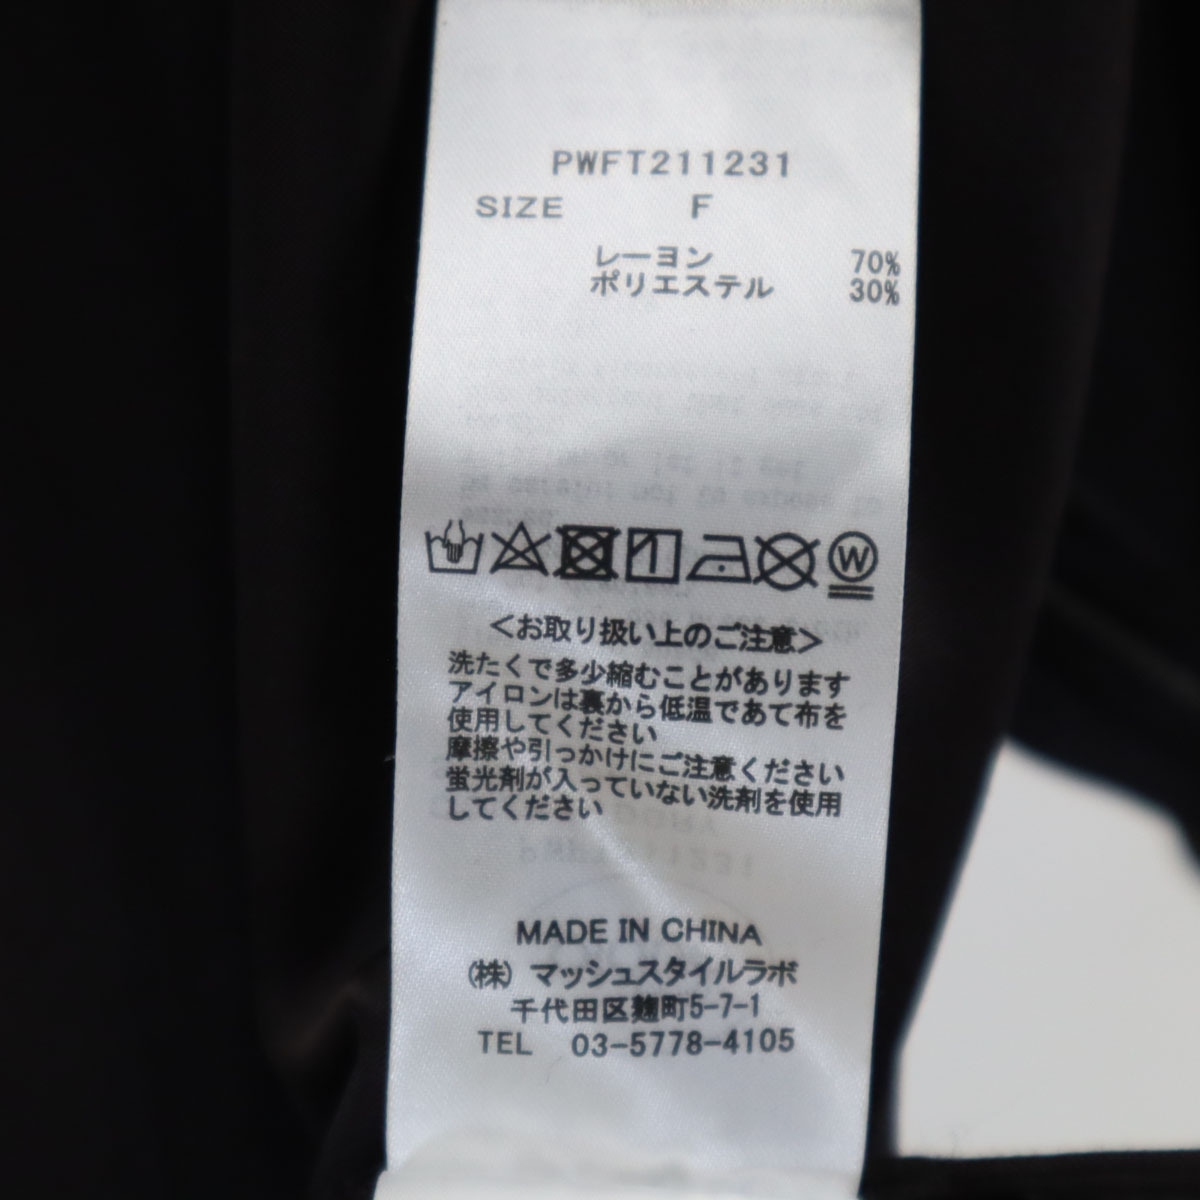 PWFT211231
SIZE F
レーヨン 70%
ポリエステル 30%
W
<お取り扱い上のご注意>
洗たくで多少縮むことがあります
アイロンは裏から低温であて布を
使用してください
摩擦や引っかけにご注意ください
蛍光剤が入っていない洗剤を使用
してください
MADE IN CHINA
(株) マッシュスタイルラボ
千代田区麹町5-7-1
TEL 03-5778-4105